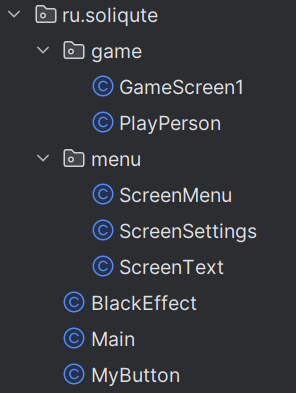 ru.soliqute
game
GameScreen1
PlayPerson
menu
ScreenMenu
ScreenSettings
ScreenText
BlackEffect
Main
MyButton